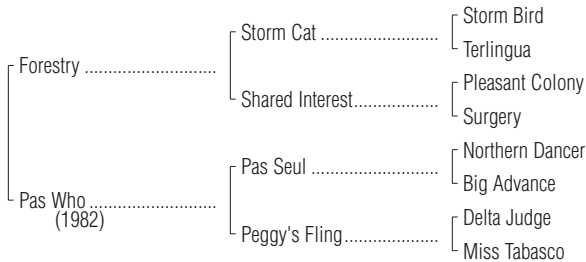 Storm Bird
Storm Cat ......................
Terlingua
Forestry .........................
Pleasant Colony
Shared Interest................
Surgery
Northern Dancer
Pas Seul ........................
Big Advance
Pas Who ........................
(1982)
Delta Judge
Peggy's Fling..................
Miss Tabasco